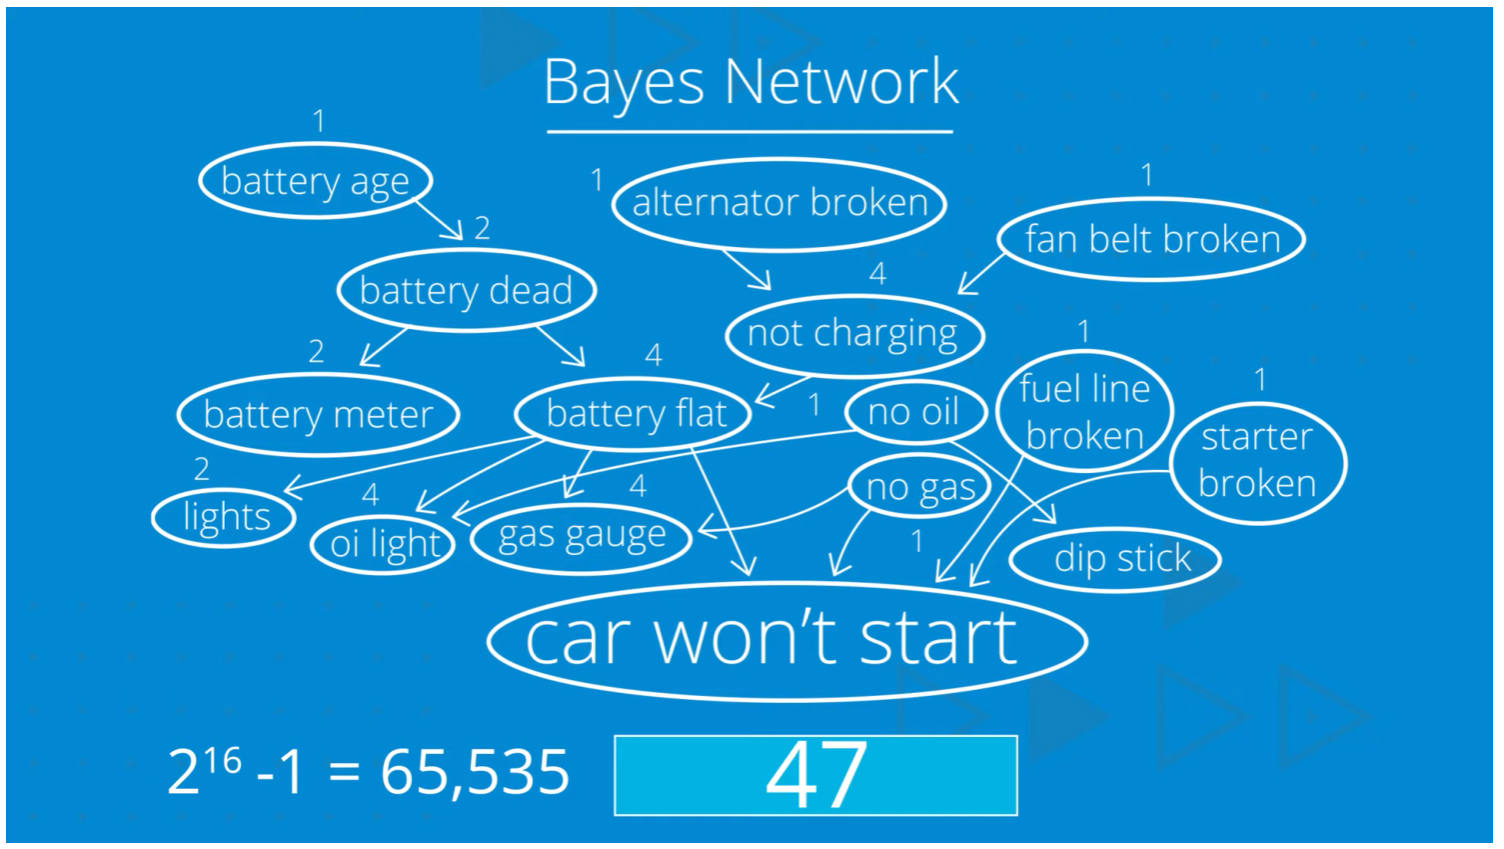 Bayes Network
1
battery age
1
alternator broken
1
fan belt broken
2
battery dead
4
not charging
2
battery meter
4
battery flat
1
no oil
1
fuel line
broken
1
starter
broken
2
lights
4
oi light
4
gas gauge
no gas
1
dip stick
car won't start
2¹⁶ -1 = 65,535
47